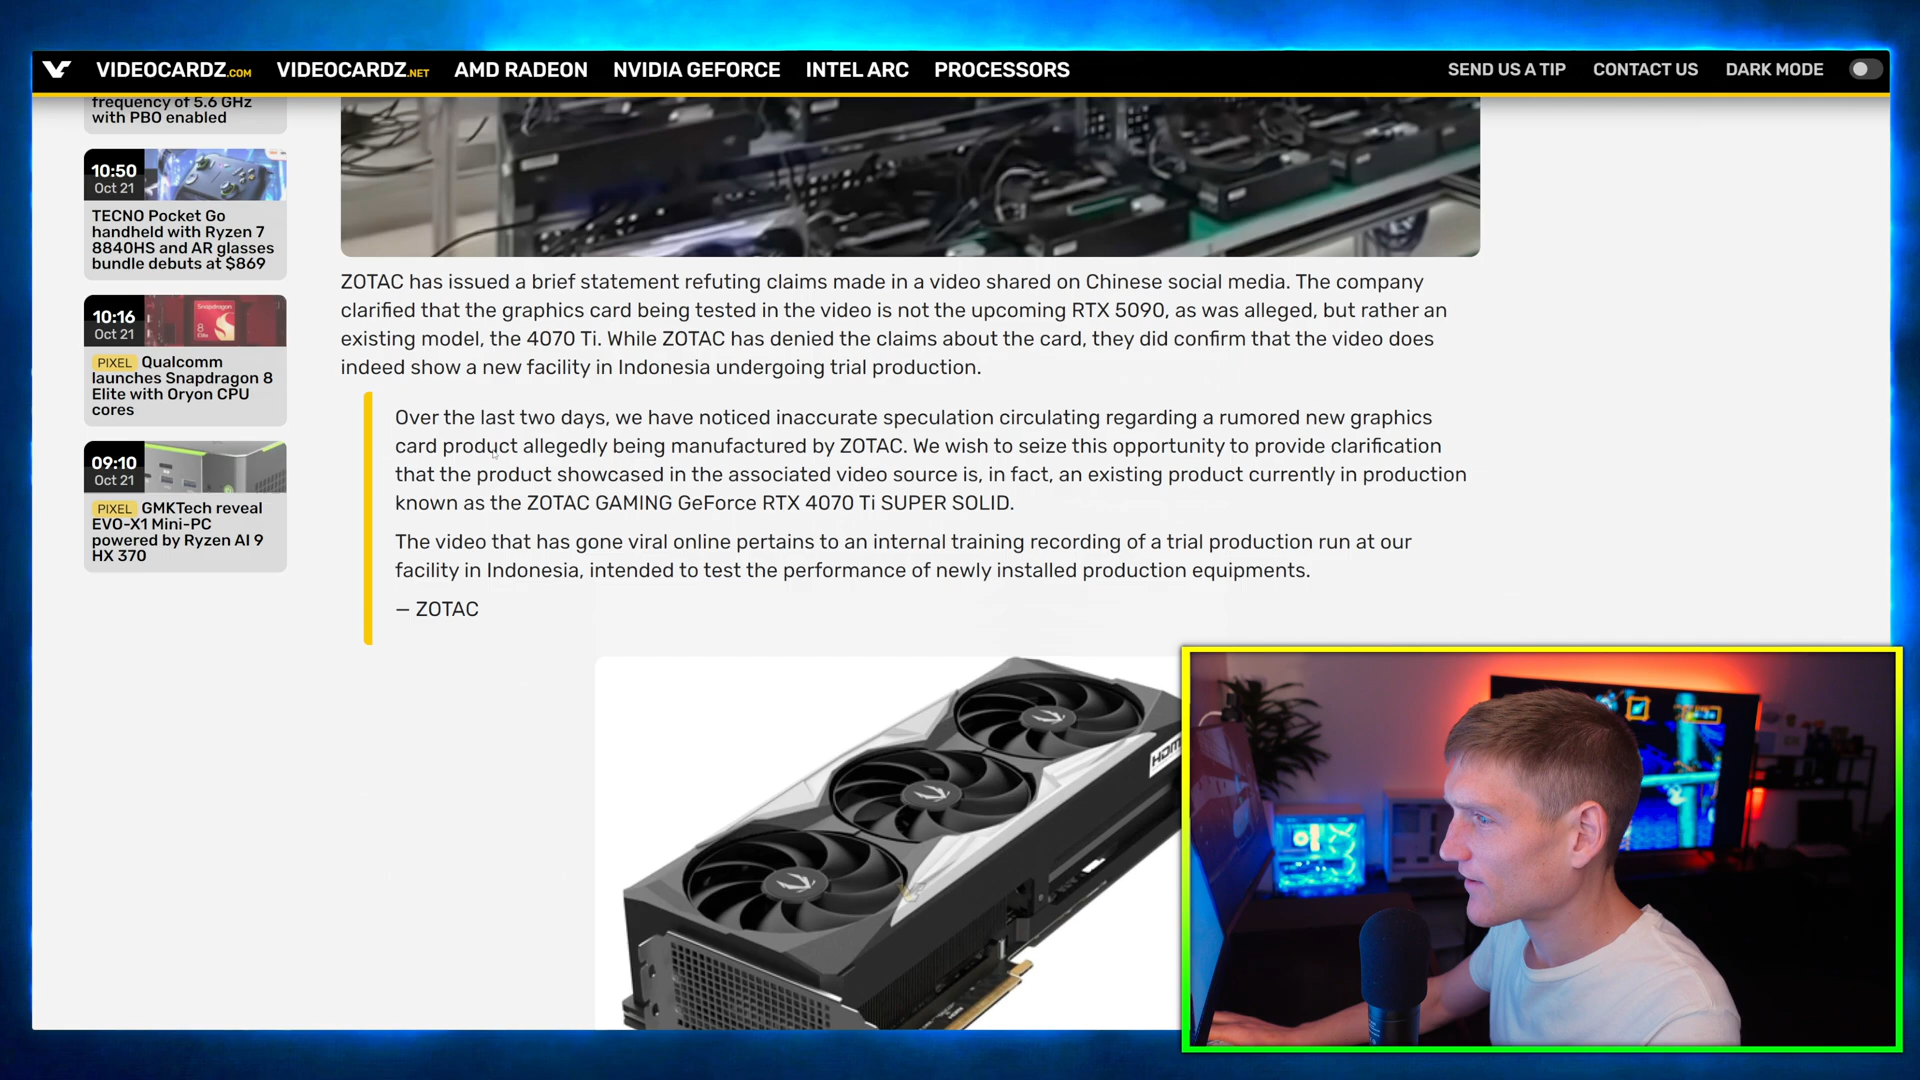 VIDEOCARDZ.COM VIDEOCARDZ.NET AMD RADEON NVIDIA GEFORCE INTEL ARC PROCESSORS SEND US A TIP CONTACT US DARK MODE
frequency of 5.6 GHz
with PBO enabled
10:50
Oct 21
TECNO Pocket Go
handheld with Ryzen 7
8840HS and AR glasses
bundle debuts at $869
10:16
Oct 21
Snapdragon
8
Elite
PIXEL Qualcomm
launches Snapdragon 8
Elite with Oryon CPU
cores
09:10
Oct 21
PIXEL GMKTech reveal
EVO-X1 Mini-PC
powered by Ryzen AI 9
HX 370
ZOTAC has issued a brief statement refuting claims made in a video shared on Chinese social media. The company
clarified that the graphics card being tested in the video is not the upcoming RTX 5090, as was alleged, but rather an
existing model, the 4070 Ti. While ZOTAC has denied the claims about the card, they did confirm that the video does
indeed show a new facility in Indonesia undergoing trial production.
Over the last two days, we have noticed inaccurate speculation circulating regarding a rumored new graphics
card product allegedly being manufactured by ZOTAC. We wish to seize this opportunity to provide clarification
that the product showcased in the associated video source is, in fact, an existing product currently in production
known as the ZOTAC GAMING GeForce RTX 4070 Ti SUPER SOLID.
The video that has gone viral online pertains to an internal training recording of a trial production run at our
facility in Indonesia, intended to test the performance of newly installed production equipments.
— ZOTAC
HDMI